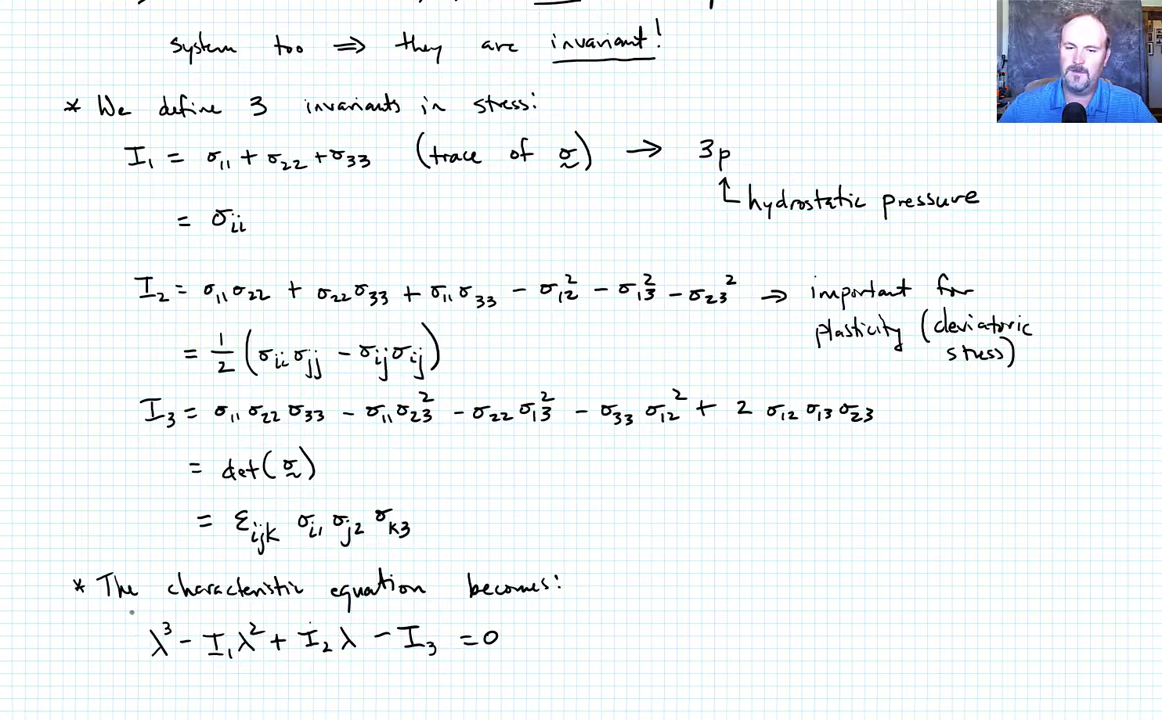 system too ⇒ they are invariant!
* We define 3 invariants in stress:
I₁ = σ₁₁ + σ₂₂ + σ₃₃ (trace of σ̰) → 3p
hydrostatic pressure
= σᵢᵢ
I₂ = σ₁₁σ₂₂ + σ₂₂σ₃₃ + σ₁₁σ₃₃ − σ₁₂² − σ₁₃² − σ₂₃² → important for
plasticity (deviatoric
stress)
= 1/2 (σᵢᵢσⱼⱼ − σᵢⱼσᵢⱼ)
I₃ = σ₁₁σ₂₂σ₃₃ − σ₁₁σ₂₃² − σ₂₂σ₁₃² − σ₃₃σ₁₂² + 2 σ₁₂σ₁₃σ₂₃
= det(σ̰)
= εᵢⱼₖ σᵢ₁ σⱼ₂ σₖ₃
* The characteristic equation becomes:
λ³ − I₁λ² + I₂λ − I₃ = 0